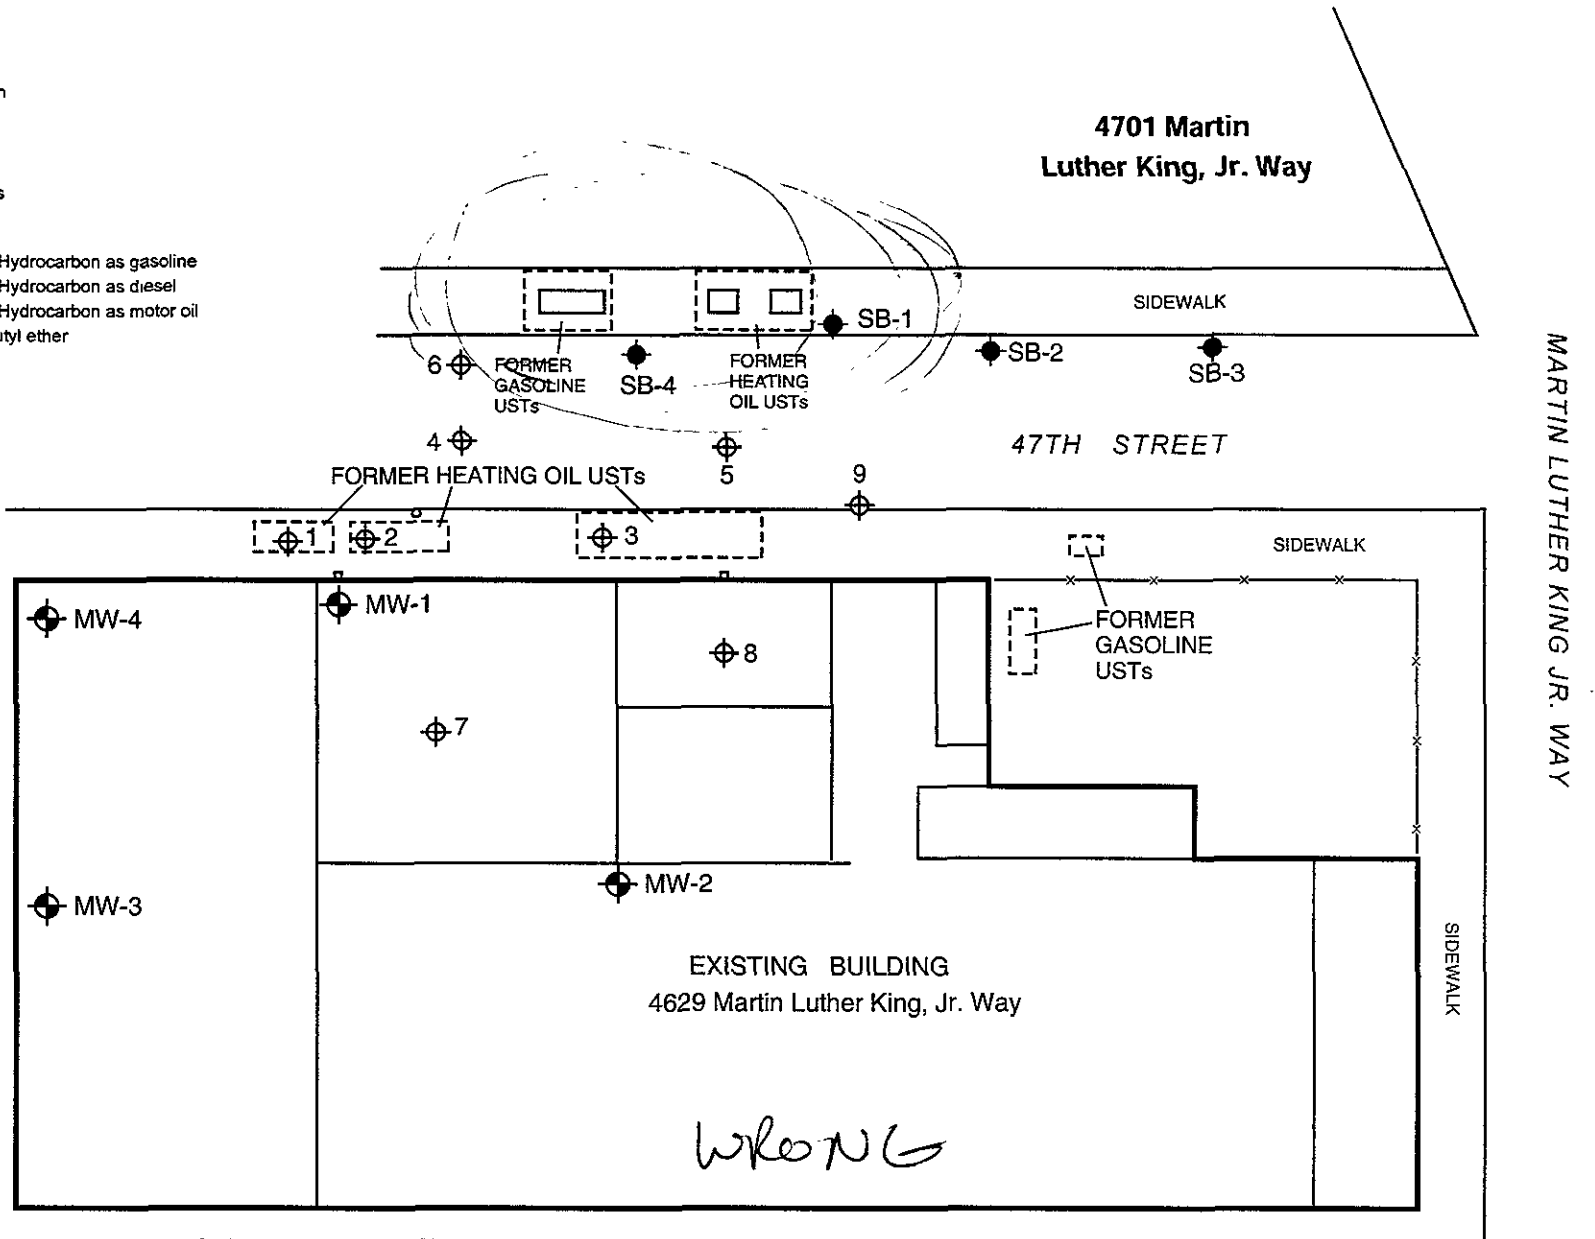 4701 Martin
Luther King, Jr. Way
Hydrocarbon as gasoline
Hydrocarbon as diesel
Hydrocarbon as motor oil
utyl ether
SIDEWALK
SB-1
SB-2
SB-3
SB-4
6
FORMER
GASOLINE
USTs
FORMER
HEATING
OIL USTs
4
5
9
47TH STREET
MARTIN LUTHER KING JR. WAY
FORMER HEATING OIL USTs
1
2
3
SIDEWALK
MW-4
MW-1
8
FORMER
GASOLINE
USTs
7
MW-3
MW-2
EXISTING BUILDING
4629 Martin Luther King, Jr. Way
SIDEWALK
WRONG